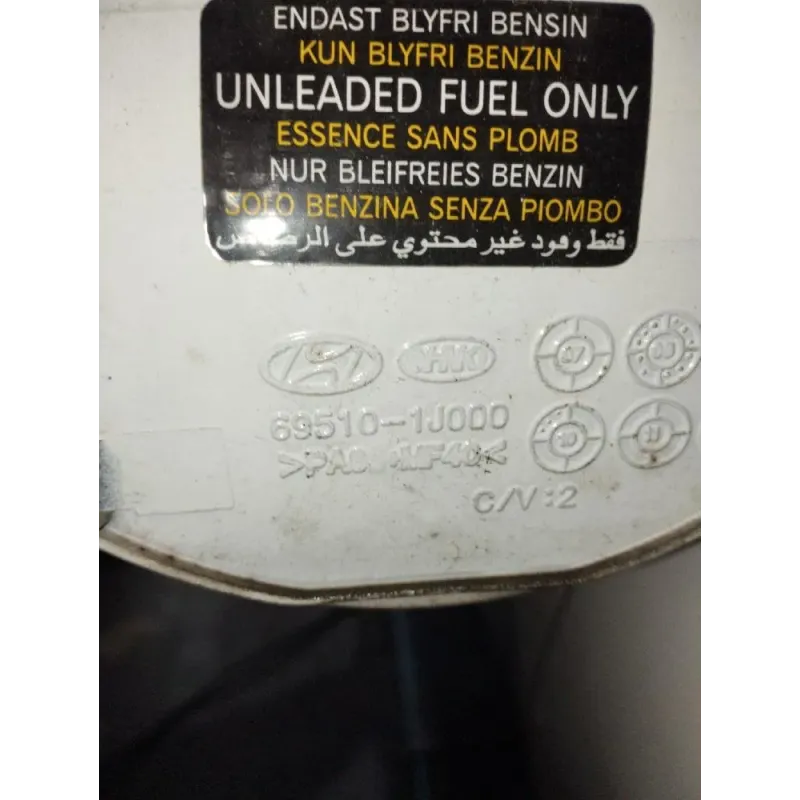 ENDAST BLYFRI BENSIN
KUN BLYFRI BENZIN
UNLEADED FUEL ONLY
ESSENCE SANS PLOMB
NUR BLEIFREIES BENZIN
SOLO BENZINA SENZA PIOMBO
فقط وقود غير محتوي على الرصاص
69510-1J000
C/V:2